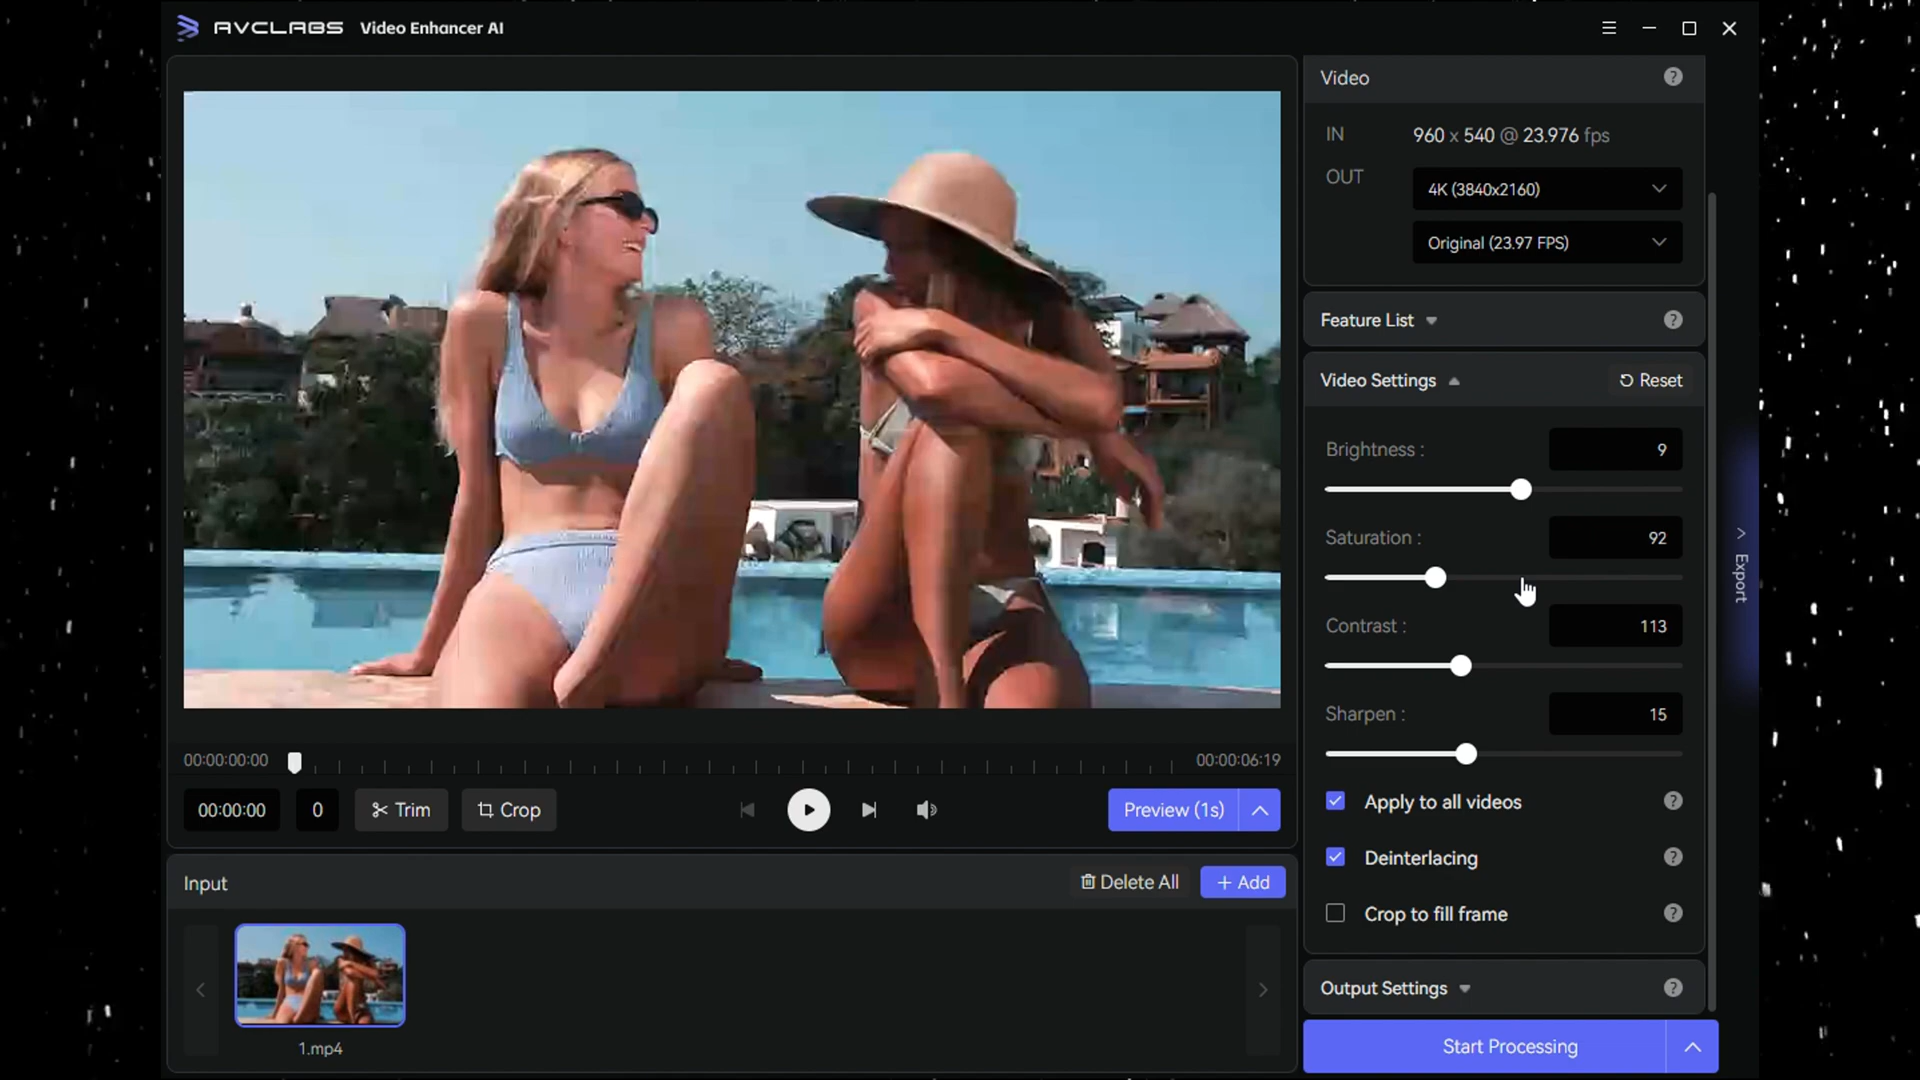 AVCLABS Video Enhancer AI
Video
IN 960 x 540 @ 23.976 fps
OUT 4K (3840x2160)
Original (23.97 FPS)
Feature List
Video Settings Reset
Brightness : 9
Saturation : 92
Contrast : 113
Sharpen : 15
Apply to all videos
Deinterlacing
Crop to fill frame
Output Settings
Start Processing
Export
00:00:00:00 00:00:06:19
00:00:00 0 Trim Crop Preview (1s)
Input Delete All + Add
1.mp4